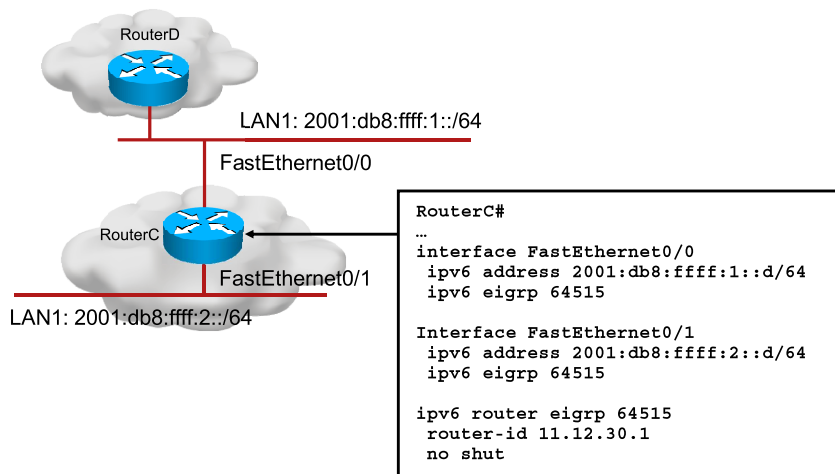 RouterD
LAN1: 2001:db8:ffff:1::/64
FastEthernet0/0
RouterC
FastEthernet0/1
LAN1: 2001:db8:ffff:2::/64
RouterC#
…
interface FastEthernet0/0
ipv6 address 2001:db8:ffff:1::d/64
ipv6 eigrp 64515
Interface FastEthernet0/1
ipv6 address 2001:db8:ffff:2::d/64
ipv6 eigrp 64515
ipv6 router eigrp 64515
router-id 11.12.30.1
no shut